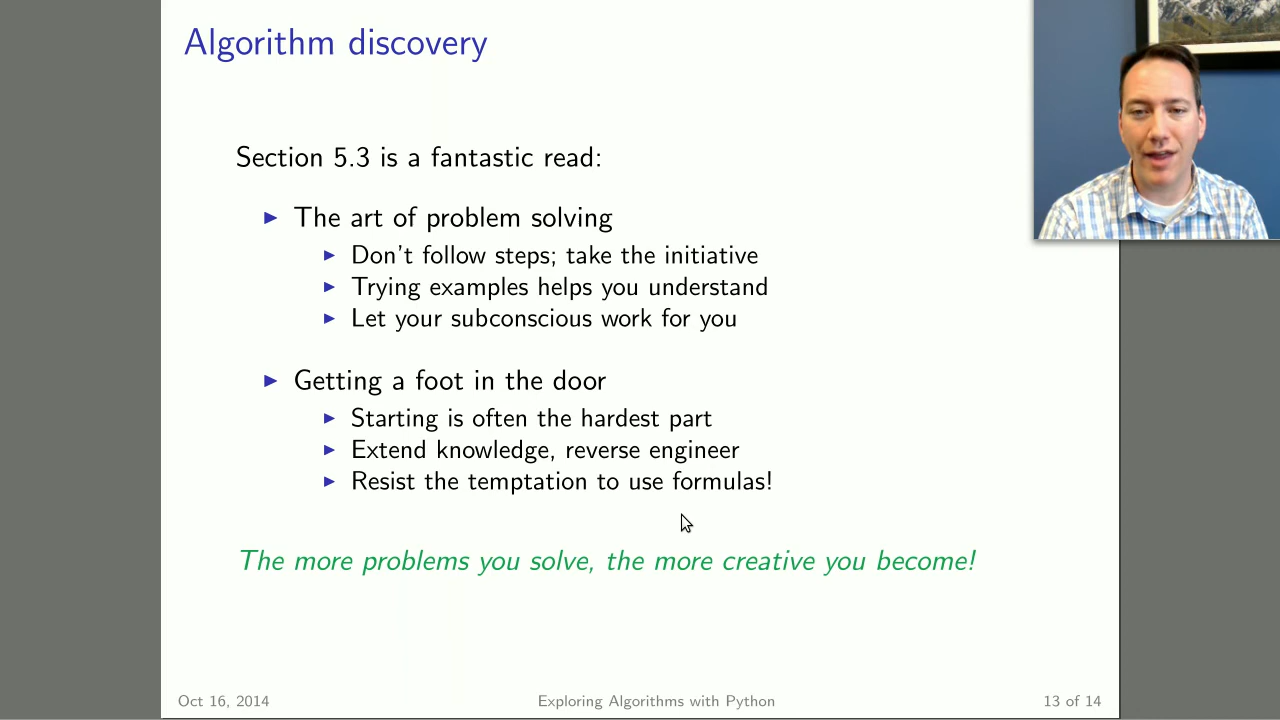 Algorithm discovery
Section 5.3 is a fantastic read:
The art of problem solving
Don't follow steps; take the initiative
Trying examples helps you understand
Let your subconscious work for you
Getting a foot in the door
Starting is often the hardest part
Extend knowledge, reverse engineer
Resist the temptation to use formulas!
The more problems you solve, the more creative you become!
Oct 16, 2014
Exploring Algorithms with Python
13 of 14